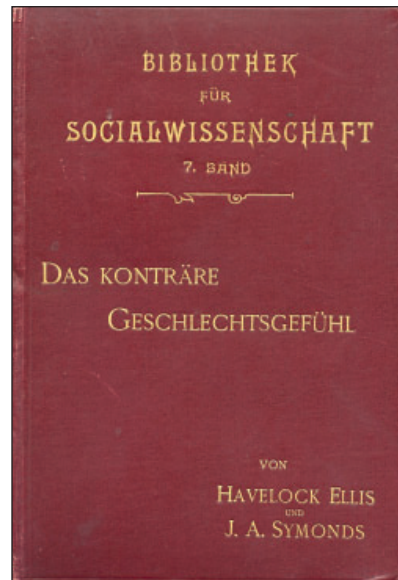 BIBLIOTHEK
FÜR
SOCIALWISSENSCHAFT
7. BAND
DAS KONTRÄRE
GESCHLECHTSGEFÜHL
VON
HAVELOCK ELLIS
UND
J. A. SYMONDS